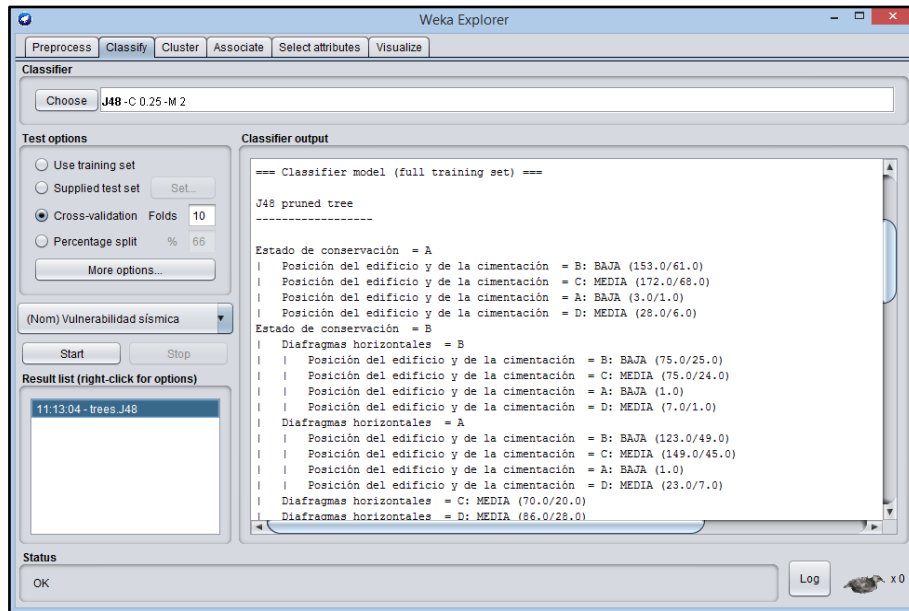 Weka Explorer
Preprocess Classify Cluster Associate Select attributes Visualize
Classifier
Choose J48 -C 0.25 -M 2
Test options
Use training set
Supplied test set Set...
Cross-validation Folds 10
Percentage split % 66
More options...
(Nom) Vulnerabilidad sísmica
Start Stop
Result list (right-click for options)
11:13:04 - trees.J48
Classifier output
=== Classifier model (full training set) ===
J48 pruned tree
------------------
Estado de conservación = A
| Posición del edificio y de la cimentación = B: BAJA (153.0/61.0)
| Posición del edificio y de la cimentación = C: MEDIA (172.0/68.0)
| Posición del edificio y de la cimentación = A: BAJA (3.0/1.0)
| Posición del edificio y de la cimentación = D: MEDIA (28.0/6.0)
Estado de conservación = B
| Diafragmas horizontales = B
| | Posición del edificio y de la cimentación = B: BAJA (75.0/25.0)
| | Posición del edificio y de la cimentación = C: MEDIA (75.0/24.0)
| | Posición del edificio y de la cimentación = A: BAJA (1.0)
| | Posición del edificio y de la cimentación = D: MEDIA (7.0/1.0)
| Diafragmas horizontales = A
| | Posición del edificio y de la cimentación = B: BAJA (123.0/49.0)
| | Posición del edificio y de la cimentación = C: MEDIA (149.0/45.0)
| | Posición del edificio y de la cimentación = A: BAJA (1.0)
| | Posición del edificio y de la cimentación = D: MEDIA (23.0/7.0)
| Diafragmas horizontales = C: MEDIA (70.0/20.0)
| Diafragmas horizontales = D: MEDIA (86.0/28.0)
Status
OK
Log
x 0